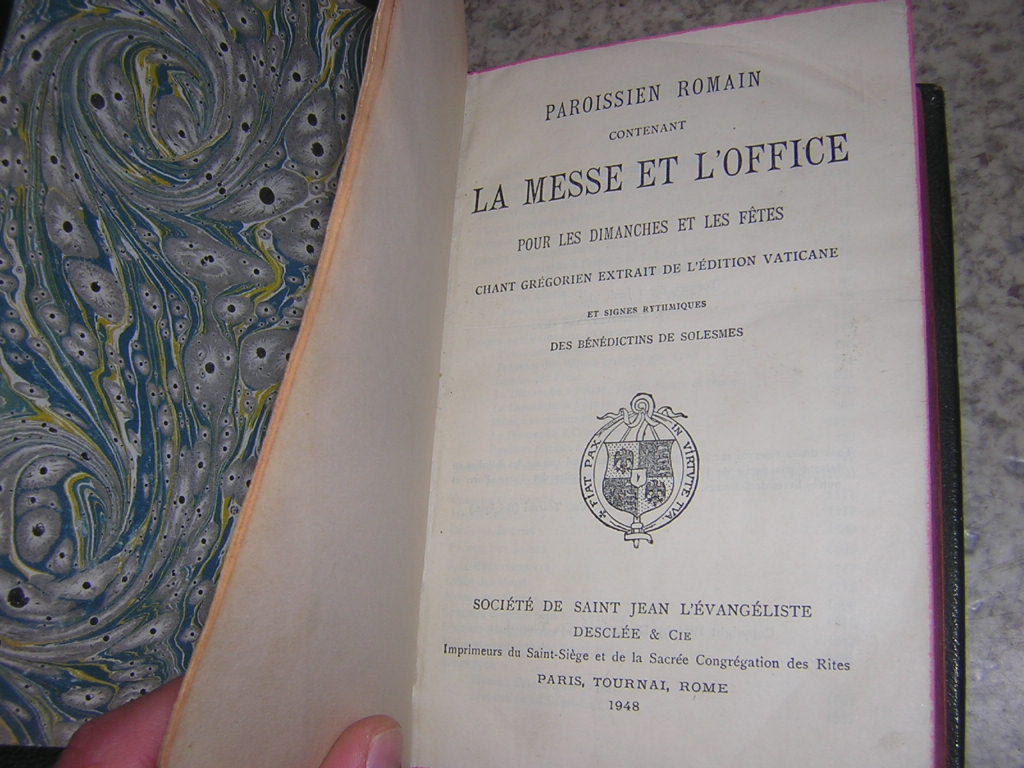 PAROISSIEN ROMAIN
CONTENANT
LA MESSE ET L'OFFICE
POUR LES DIMANCHES ET LES FÊTES
CHANT GRÉGORIEN EXTRAIT DE L'ÉDITION VATICANE
ET SIGNES RYTHMIQUES
DES BÉNÉDICTINS DE SOLESMES
✠ FIAT PAX IN VIRTVTE TVA
SOCIÉTÉ DE SAINT JEAN L'ÉVANGÉLISTE
DESCLÉE & CIE
Imprimeurs du Saint-Siège et de la Sacrée Congrégation des Rites
PARIS, TOURNAI, ROME
1948